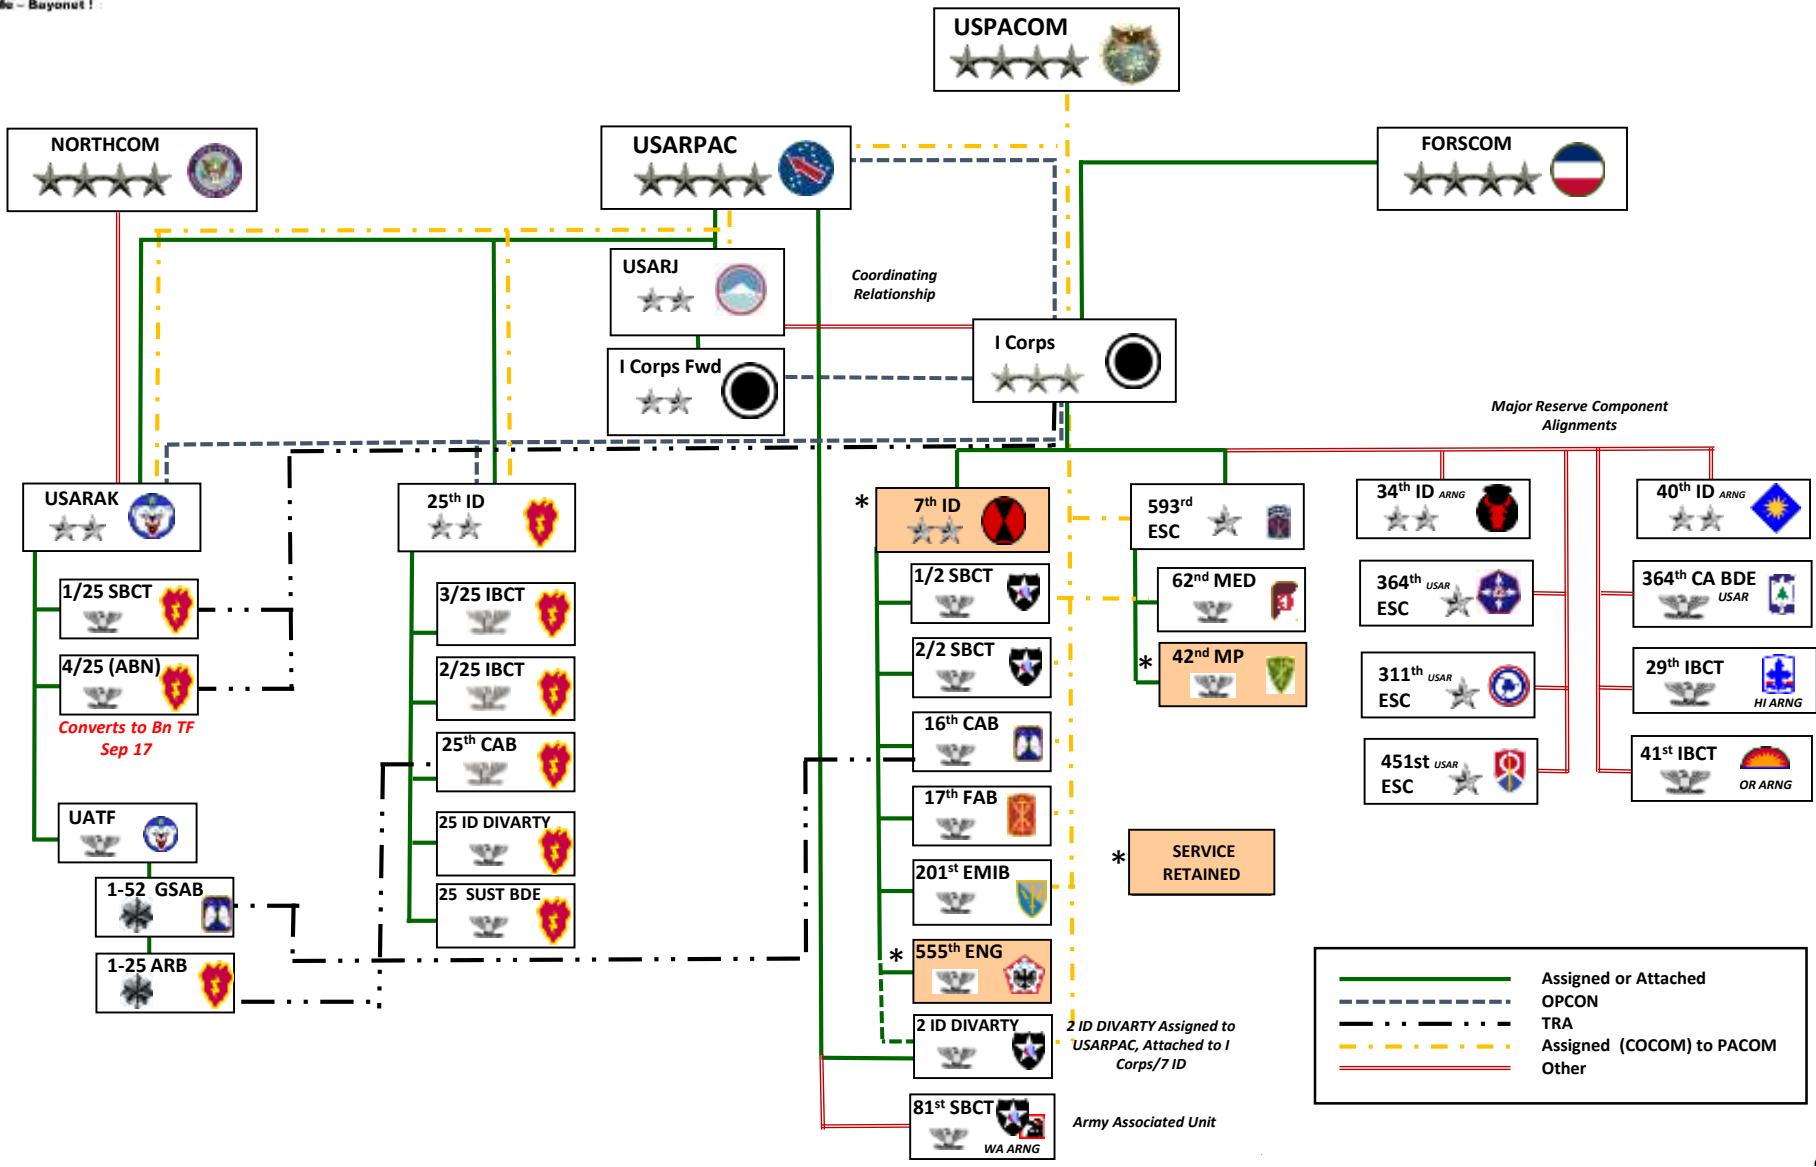 – Bayonet !
USPACOM
NORTHCOM
USARPAC
FORSCOM
USARJ
Coordinating
Relationship
I Corps
I Corps Fwd
Major Reserve Component
Alignments
USARAK
25th ID
* 7th ID
593rd
ESC
34th ID ARNG
40th ID ARNG
1/25 SBCT
3/25 IBCT
1/2 SBCT
62nd MED
364th USAR
ESC
364th CA BDE
USAR
4/25 (ABN)
Converts to Bn TF
Sep 17
2/25 IBCT
2/2 SBCT
* 42nd MP
311th USAR
ESC
29th IBCT
HI ARNG
25th CAB
16th CAB
451st USAR
ESC
41st IBCT
OR ARNG
UATF
25 ID DIVARTY
17th FAB
* SERVICE
RETAINED
1-52 GSAB
25 SUST BDE
201st EMIB
1-25 ARB
* 555th ENG
2 ID DIVARTY
2 ID DIVARTY Assigned to
USARPAC, Attached to I
Corps/7 ID
81st SBCT
WA ARNG
Army Associated Unit
Assigned or Attached
OPCON
TRA
Assigned (COCOM) to PACOM
Other